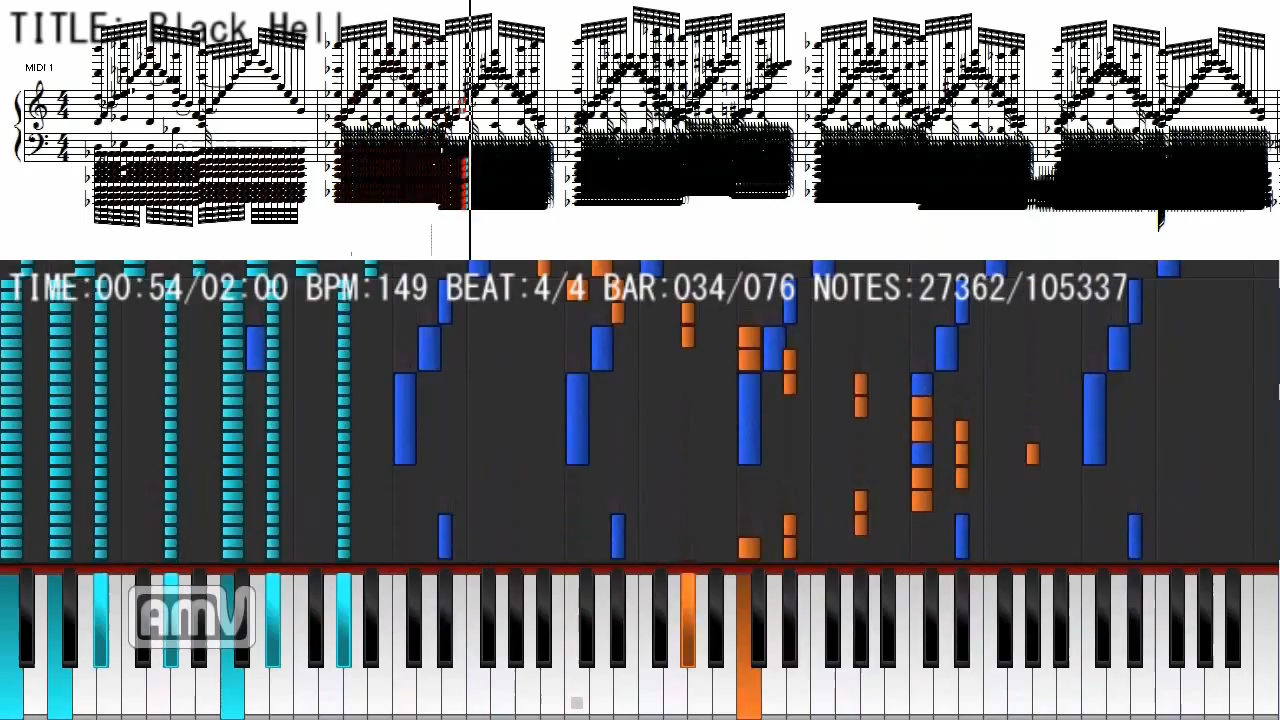 TITLE: Black Hell
MIDI 1
TIME:00:54/02:00 BPM:149 BEAT:4/4 BAR:034/076 NOTES:27362/105337
AMV